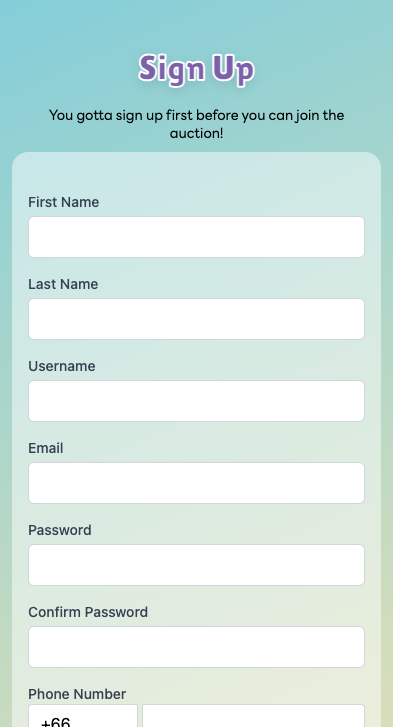 Sign Up
You gotta sign up first before you can join the
auction!
First Name
Last Name
Username
Email
Password
Confirm Password
Phone Number
+66